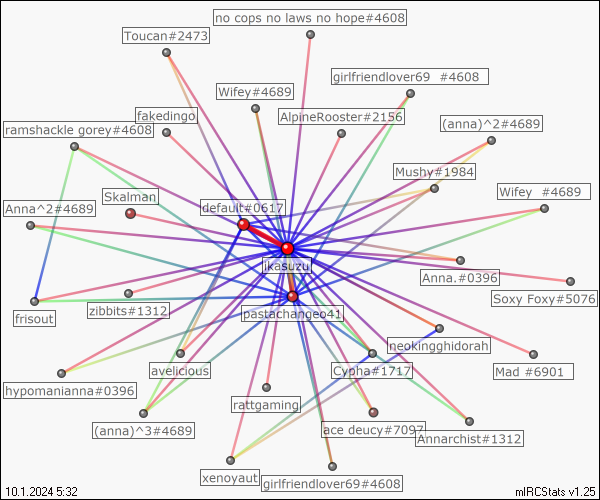 no cops no laws no hope#4608
Toucan#2473
girlfriendlover69 #4608
Wifey#4689
fakedingo
AlpineRooster#2156
(anna)^2#4689
ramshackle gorey#4608
Mushy#1984
Skalman
Wifey #4689
default#0617
Anna^2#4689
jkasuzu
Anna.#0396
Soxy Foxy#5076
zibbits#1312
pastachangeo41
frisout
neokingghidorah
avelicious
Cypha#1717
Mad #6901
hypomanianna#0396
rattgaming
(anna)^3#4689
ace deucy#7097
Annarchist#1312
xenoyaut
girlfriendlover69#4608
10.1.2024 5:32
mIRCStats v1.25